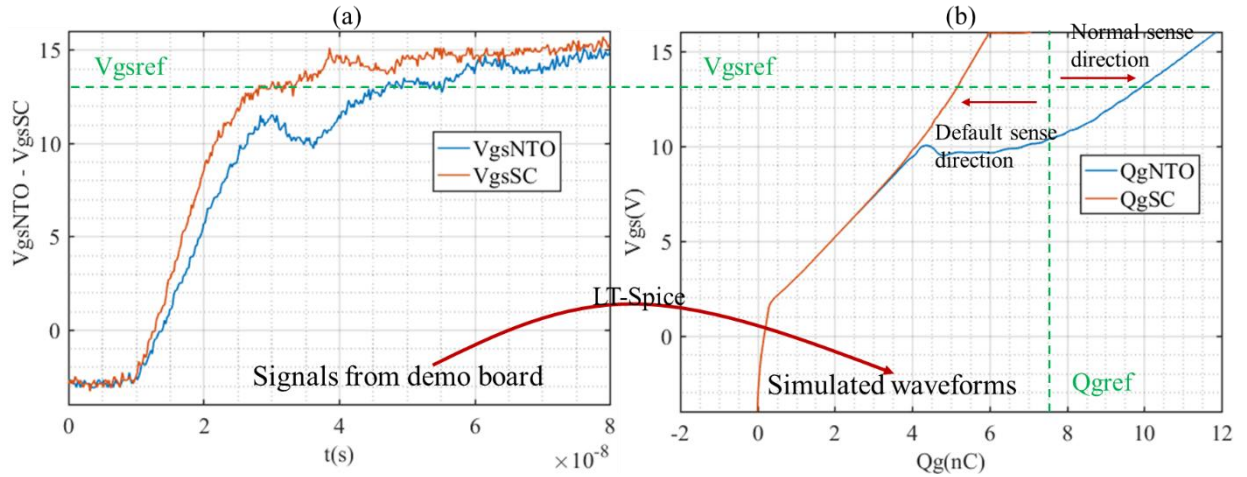 (a)
15
10
5
0
Vgsref
VgsNTO
VgsSC
VgsNTO - VgsSC
Signals from demo board
0
2
4
6
8
t(s)
×10⁻⁸
LT-Spice
(b)
15
10
5
0
Vgsref
Normal sense
direction
Default sense
direction
QgNTO
QgSC
Vgs(V)
Simulated waveforms
Qgref
-2
0
2
4
6
8
10
12
Qg(nC)